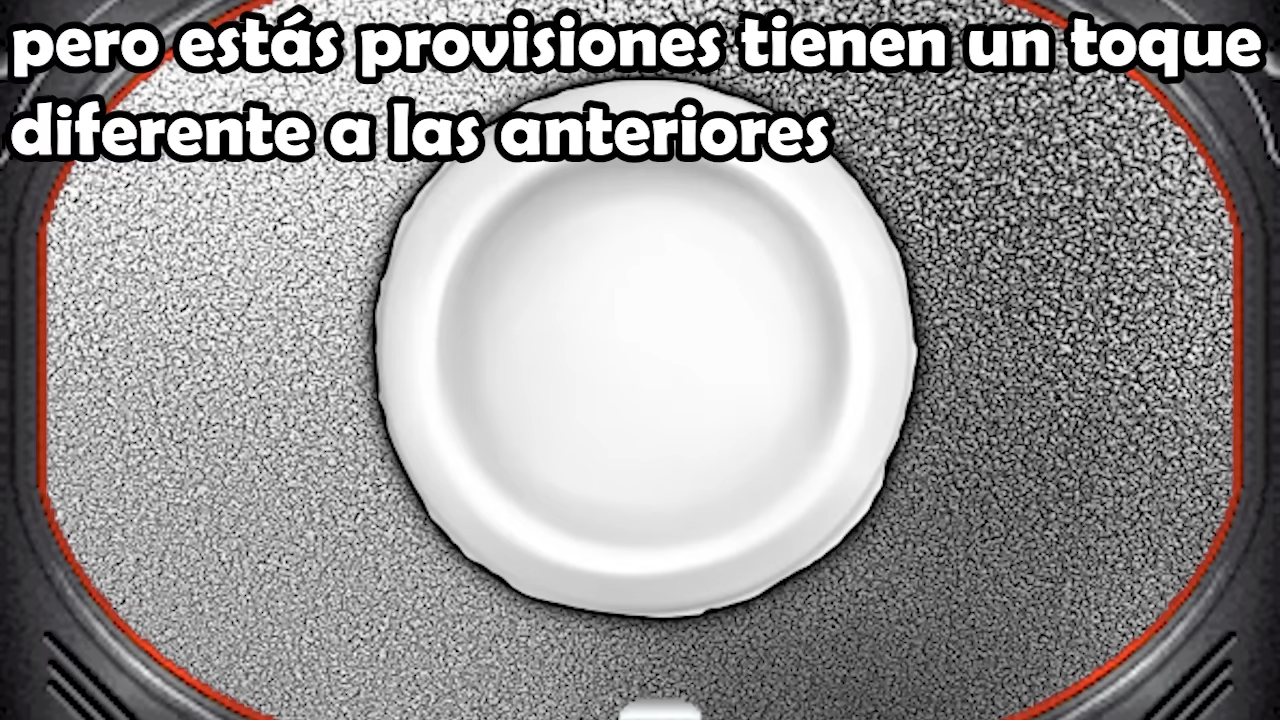 pero estás provisiones tienen un toque
diferente a las anteriores